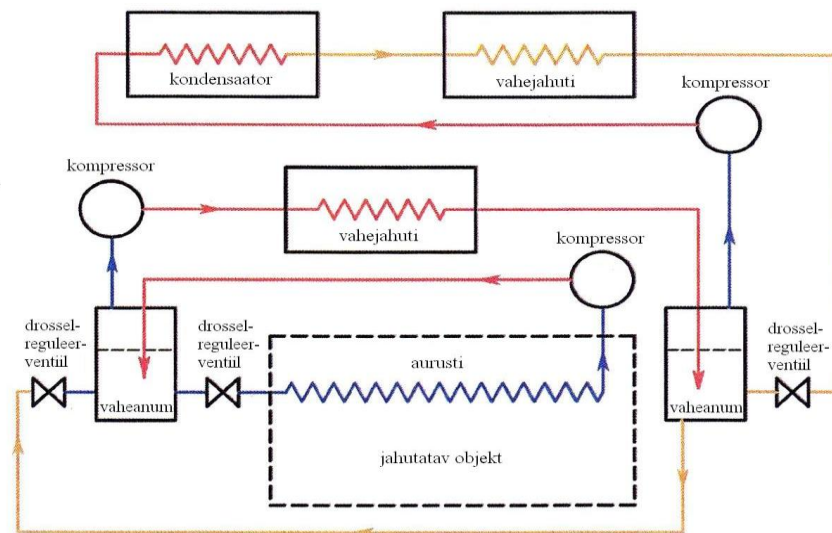 kondensaator
vahejahuti
kompressor
kompressor
vahejahuti
kompressor
drossel-
reguleer-
ventiil
drossel-
reguleer-
ventiil
aurusti
drossel-
reguleer-
ventiil
vaheanum
vaheanum
jahutatav objekt